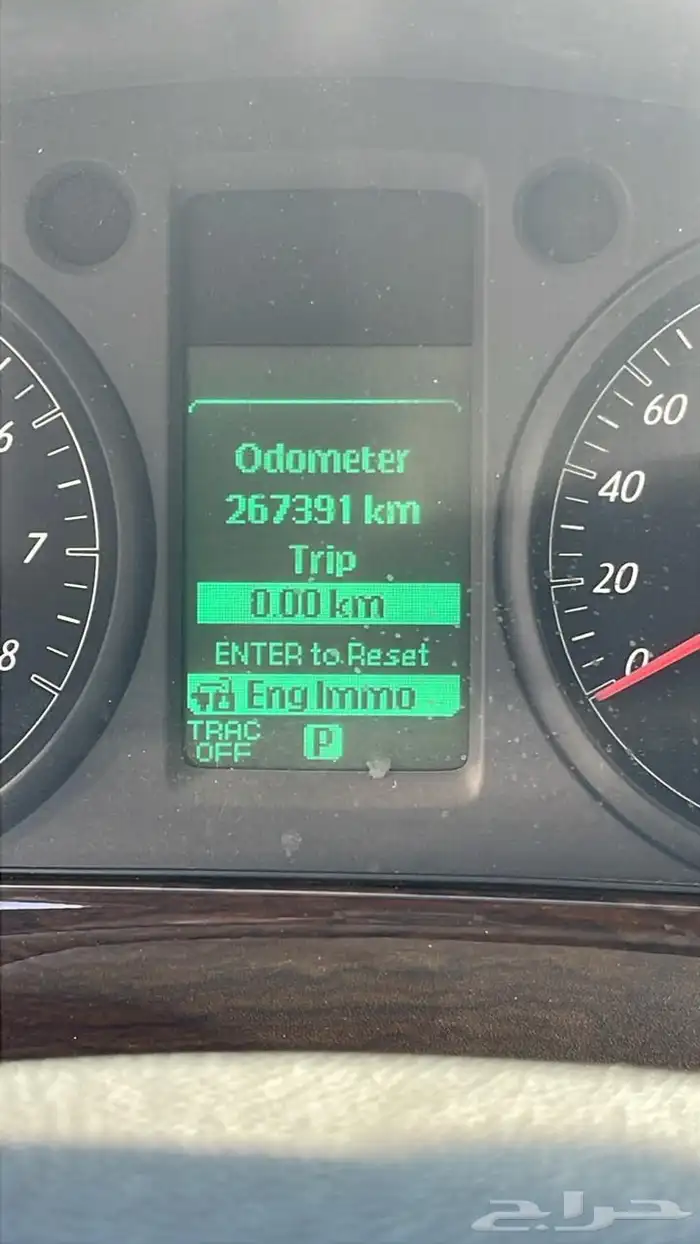 Odometer
267391 km
Trip
0.00 km
ENTER to Reset
Eng Immo
TRAC
OFF
P
6
7
8
60
40
20
0
حراج